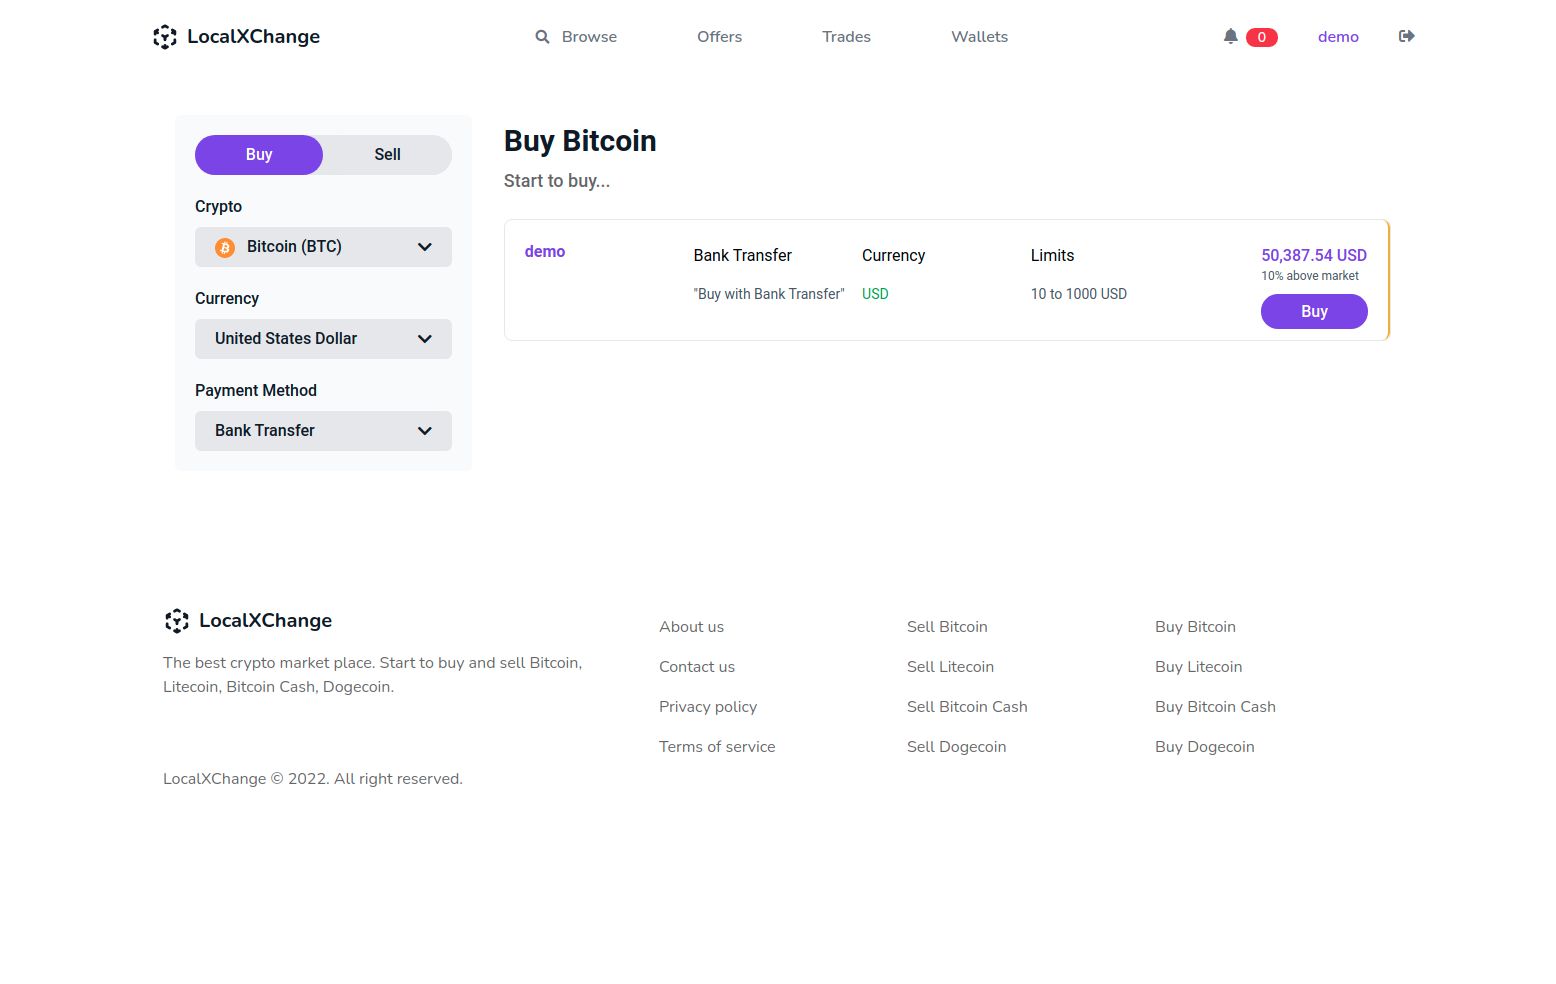 LocalXChange
Browse
Offers
Trades
Wallets
0
demo
Buy
Sell
Crypto
Bitcoin (BTC)
Currency
United States Dollar
Payment Method
Bank Transfer
Buy Bitcoin
Start to buy...
demo
Bank Transfer
"Buy with Bank Transfer"
Currency
USD
Limits
10 to 1000 USD
50,387.54 USD
10% above market
Buy
LocalXChange
The best crypto market place. Start to buy and sell Bitcoin,
Litecoin, Bitcoin Cash, Dogecoin.
LocalXChange © 2022. All right reserved.
About us
Contact us
Privacy policy
Terms of service
Sell Bitcoin
Sell Litecoin
Sell Bitcoin Cash
Sell Dogecoin
Buy Bitcoin
Buy Litecoin
Buy Bitcoin Cash
Buy Dogecoin